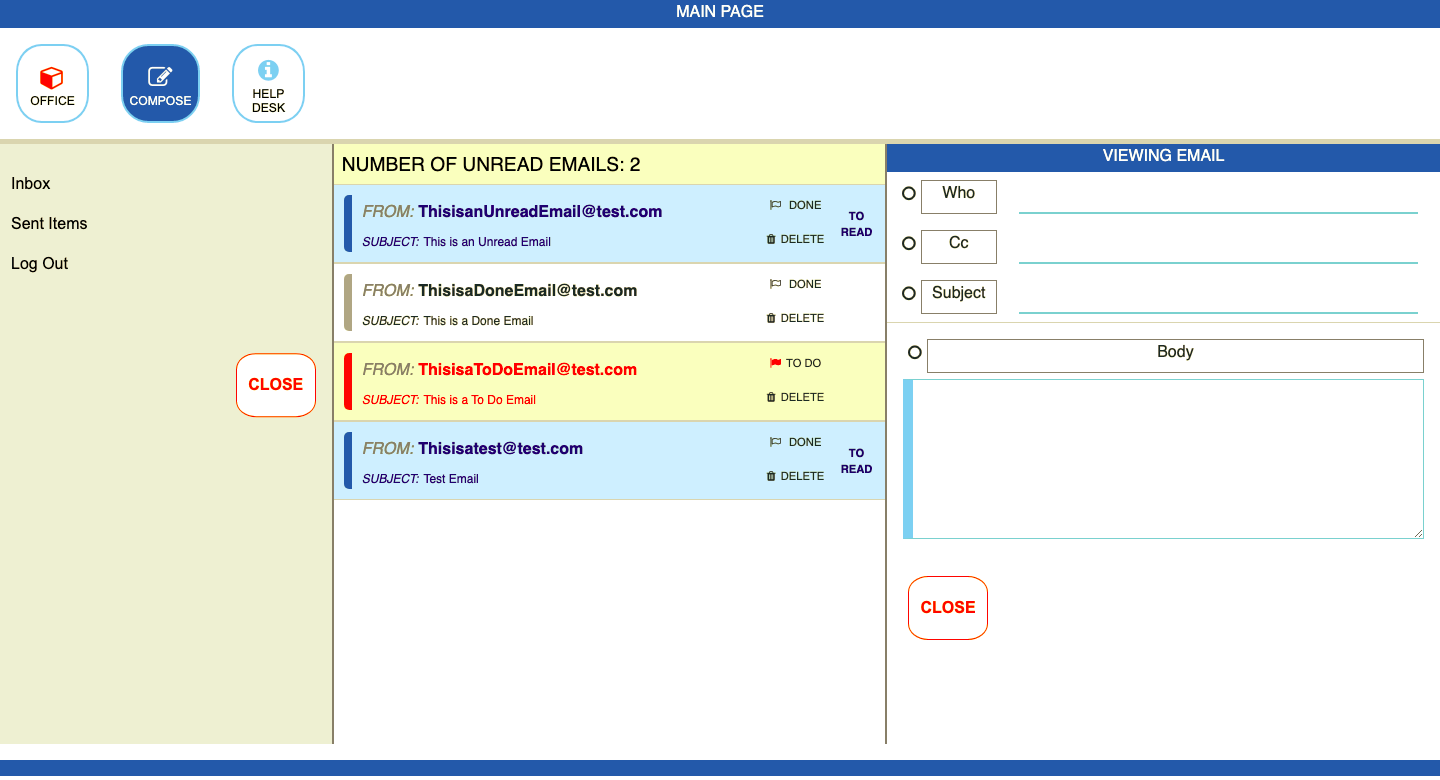 MAIN PAGE
OFFICE
COMPOSE
HELP
DESK
Inbox
Sent Items
Log Out
CLOSE
NUMBER OF UNREAD EMAILS: 2
FROM: ThisisanUnreadEmail@test.com
SUBJECT: This is an Unread Email
DONE
DELETE
TO
READ
FROM: ThisisaDoneEmail@test.com
SUBJECT: This is a Done Email
DONE
DELETE
FROM: ThisisaToDoEmail@test.com
SUBJECT: This is a To Do Email
TO DO
DELETE
FROM: Thisisatest@test.com
SUBJECT: Test Email
DONE
DELETE
TO
READ
VIEWING EMAIL
Who
Cc
Subject
Body
CLOSE